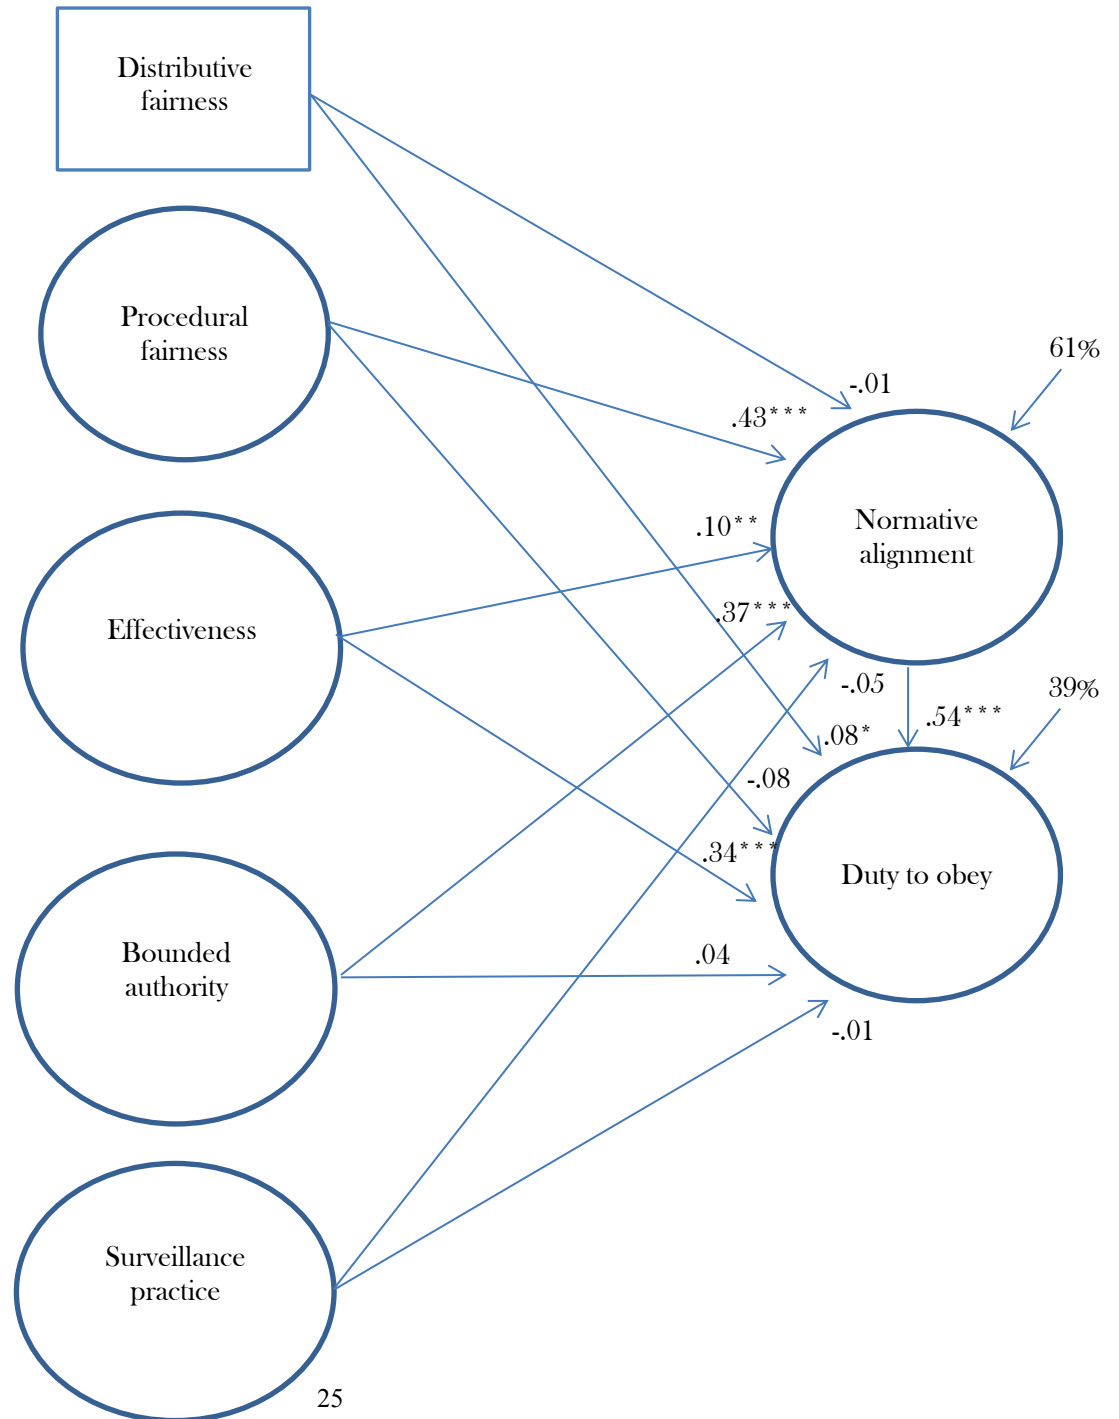 Distributive
fairness
Procedural
fairness
61%
-.01
.43***
Normative
alignment
.10**
Effectiveness
.37***
-.05
39%
.54***
.08*
-.08
.34***
Duty to obey
Bounded
authority
.04
-.01
Surveillance
practice
25